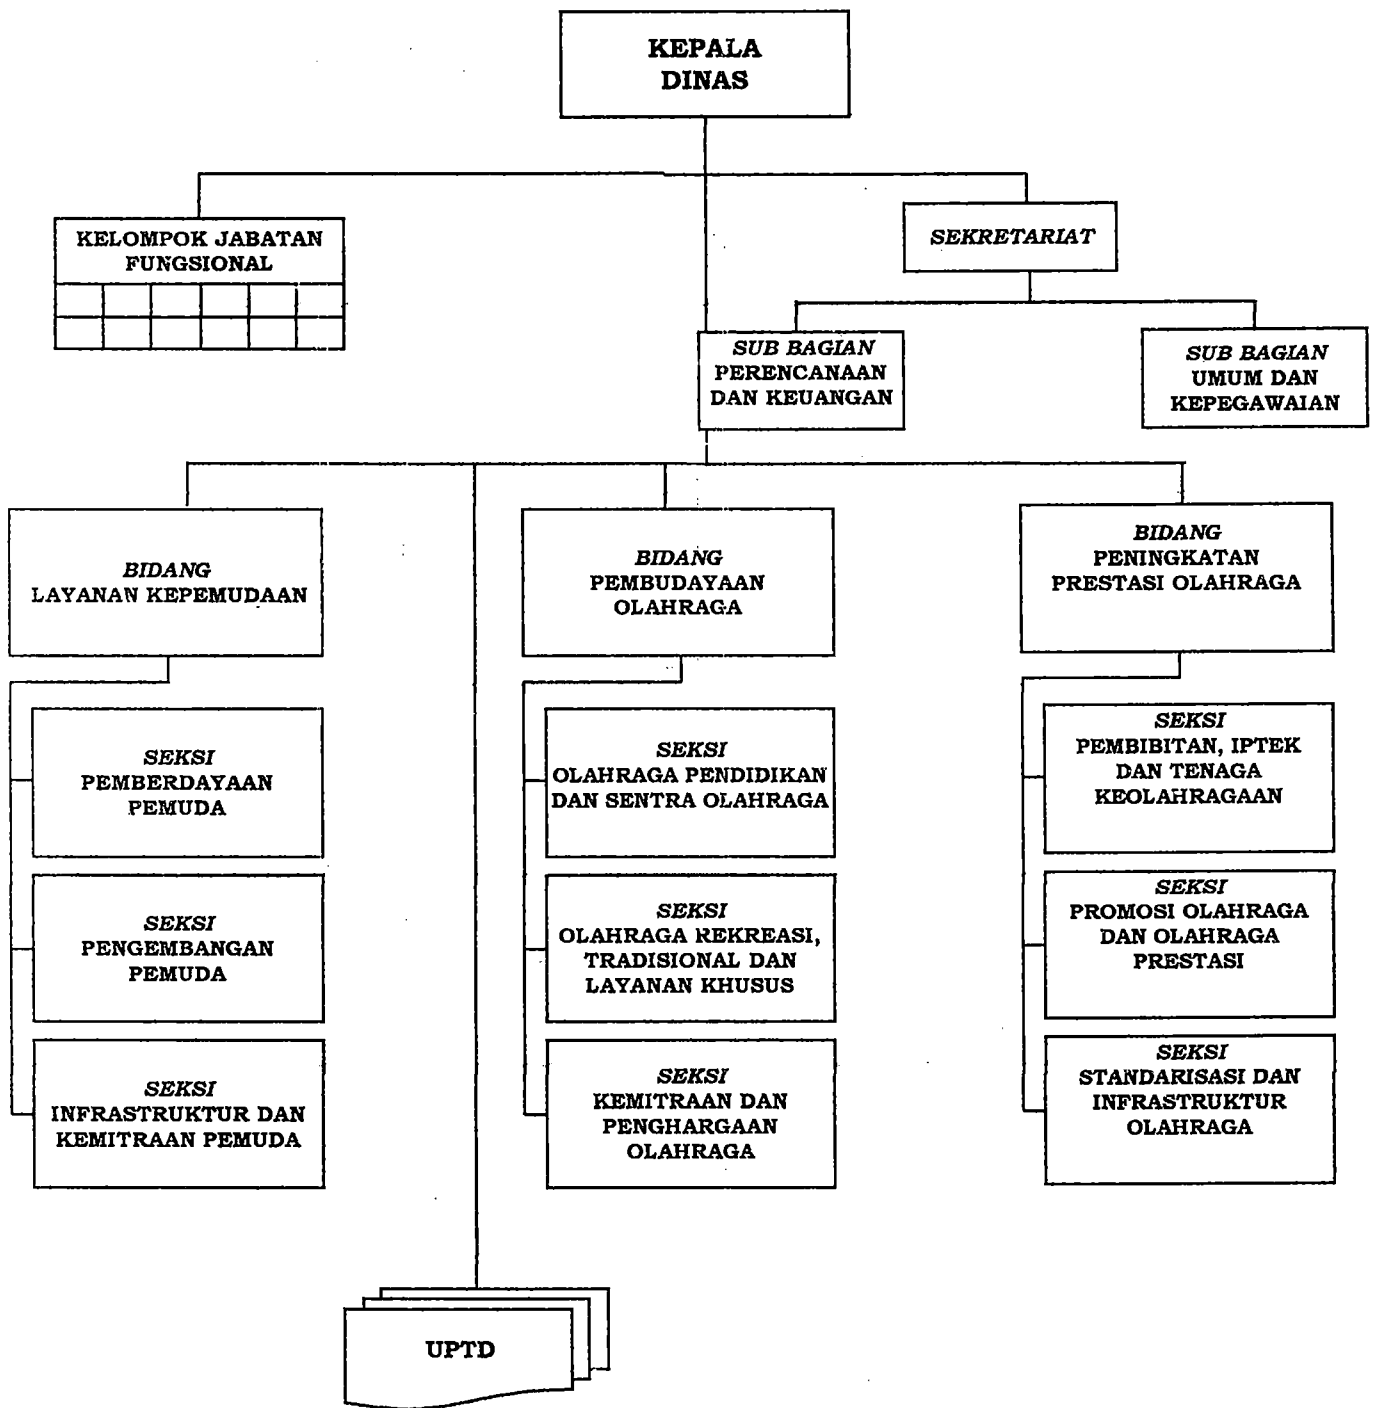 KEPALA
DINAS
KELOMPOK JABATAN
FUNGSIONAL
SEKRETARIAT
SUB BAGIAN
PERENCANAAN
DAN KEUANGAN
SUB BAGIAN
UMUM DAN
KEPEGAWAIAN
BIDANG
LAYANAN KEPEMUDAAN
BIDANG
PEMBUDAYAAN
OLAHRAGA
BIDANG
PENINGKATAN
PRESTASI OLAHRAGA
SEKSI
PEMBERDAYAAN
PEMUDA
SEKSI
PENGEMBANGAN
PEMUDA
SEKSI
INFRASTRUKTUR DAN
KEMITRAAN PEMUDA
SEKSI
OLAHRAGA PENDIDIKAN
DAN SENTRA OLAHRAGA
SEKSI
OLAHRAGA REKREASI,
TRADISIONAL DAN
LAYANAN KHUSUS
SEKSI
KEMITRAAN DAN
PENGHARGAAN
OLAHRAGA
SEKSI
PEMBIBITAN, IPTEK
DAN TENAGA
KEOLAHRAGAAN
SEKSI
PROMOSI OLAHRAGA
DAN OLAHRAGA
PRESTASI
SEKSI
STANDARISASI DAN
INFRASTRUKTUR
OLAHRAGA
UPTD